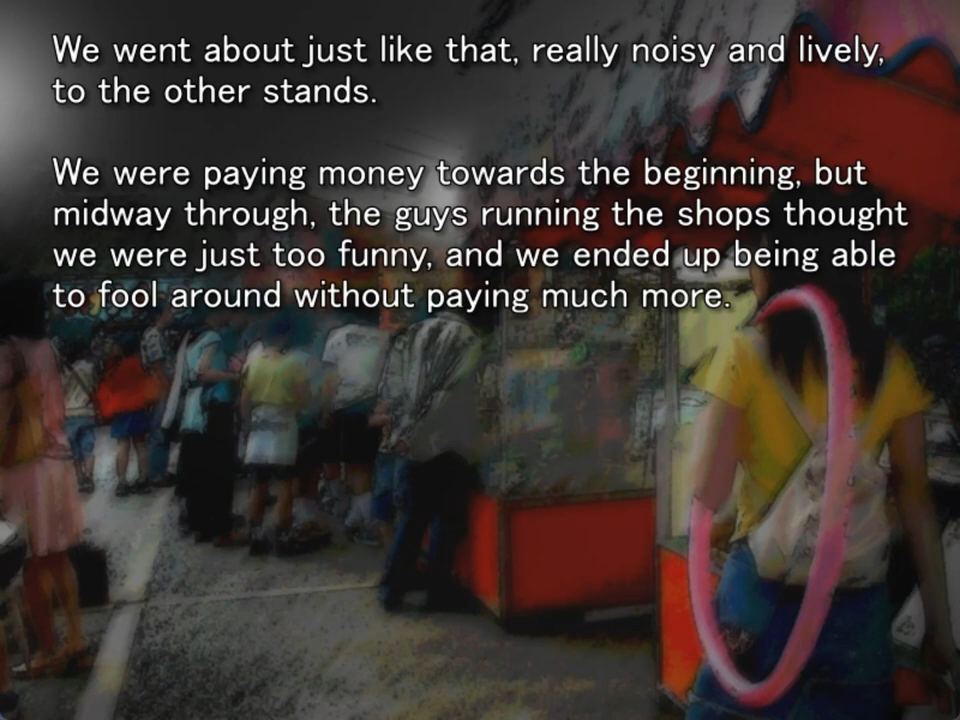 We went about just like that, really noisy and lively,
to the other stands.
We were paying money towards the beginning, but
midway through, the guys running the shops thought
we were just too funny, and we ended up being able
to fool around without paying much more.